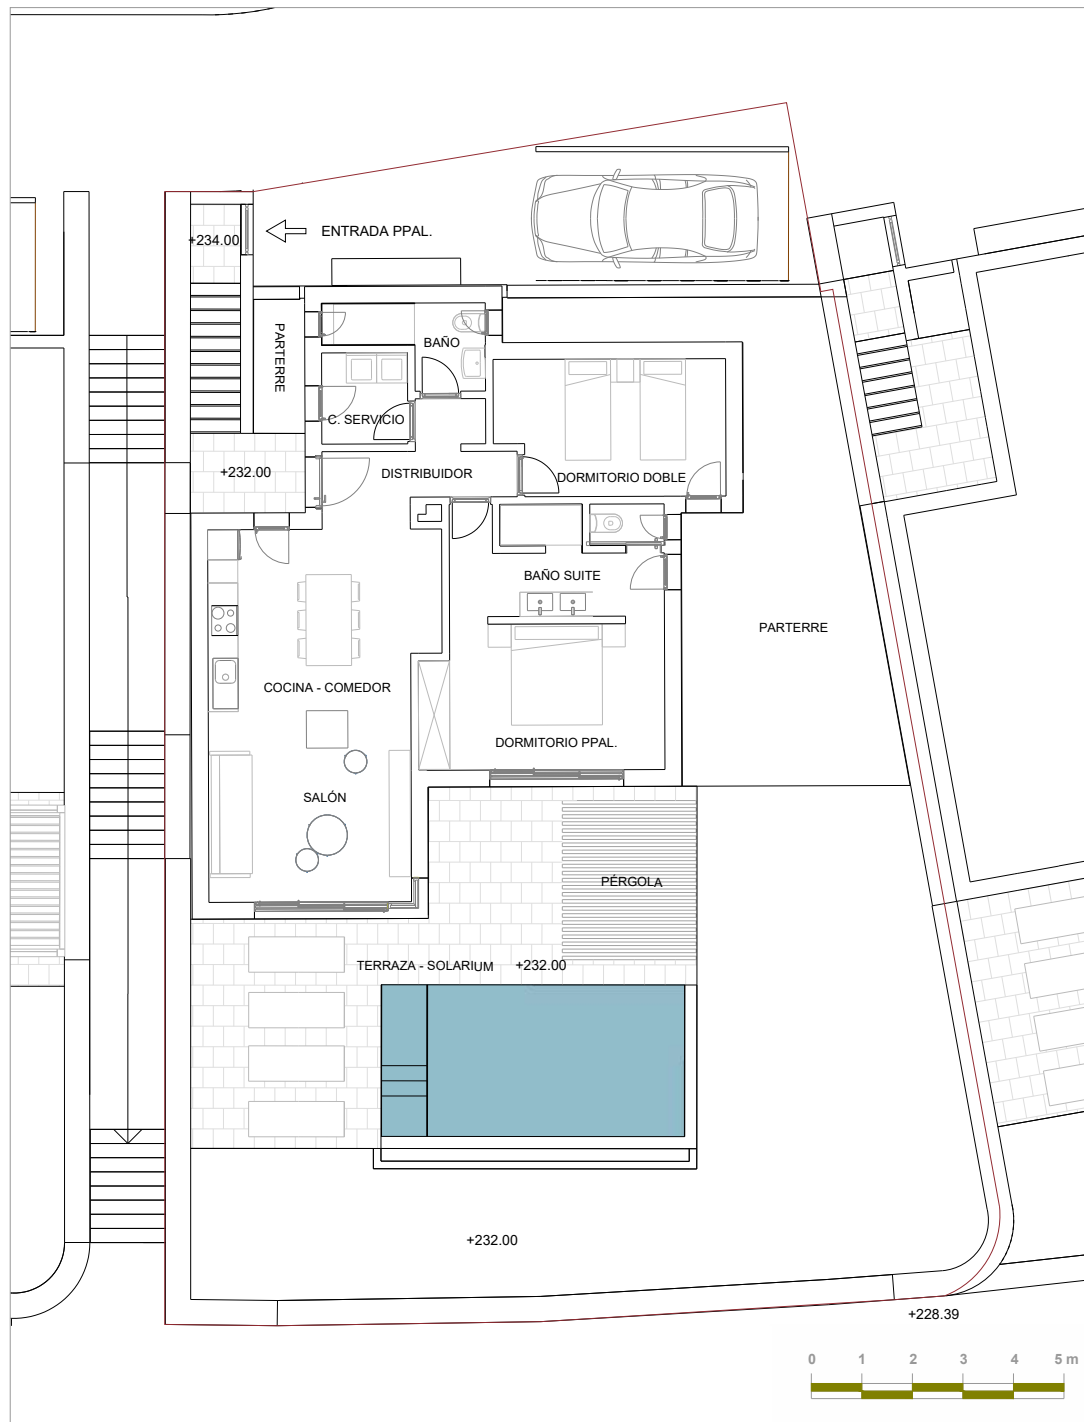 +234.00
ENTRADA PPAL.
PARTERRE
BAÑO
C. SERVICIO
+232.00
DISTRIBUIDOR
DORMITORIO DOBLE
BAÑO SUITE
PARTERRE
COCINA - COMEDOR
DORMITORIO PPAL.
SALÓN
PÉRGOLA
TERRAZA - SOLARIUM +232.00
+232.00
+228.39
0 1 2 3 4 5 m